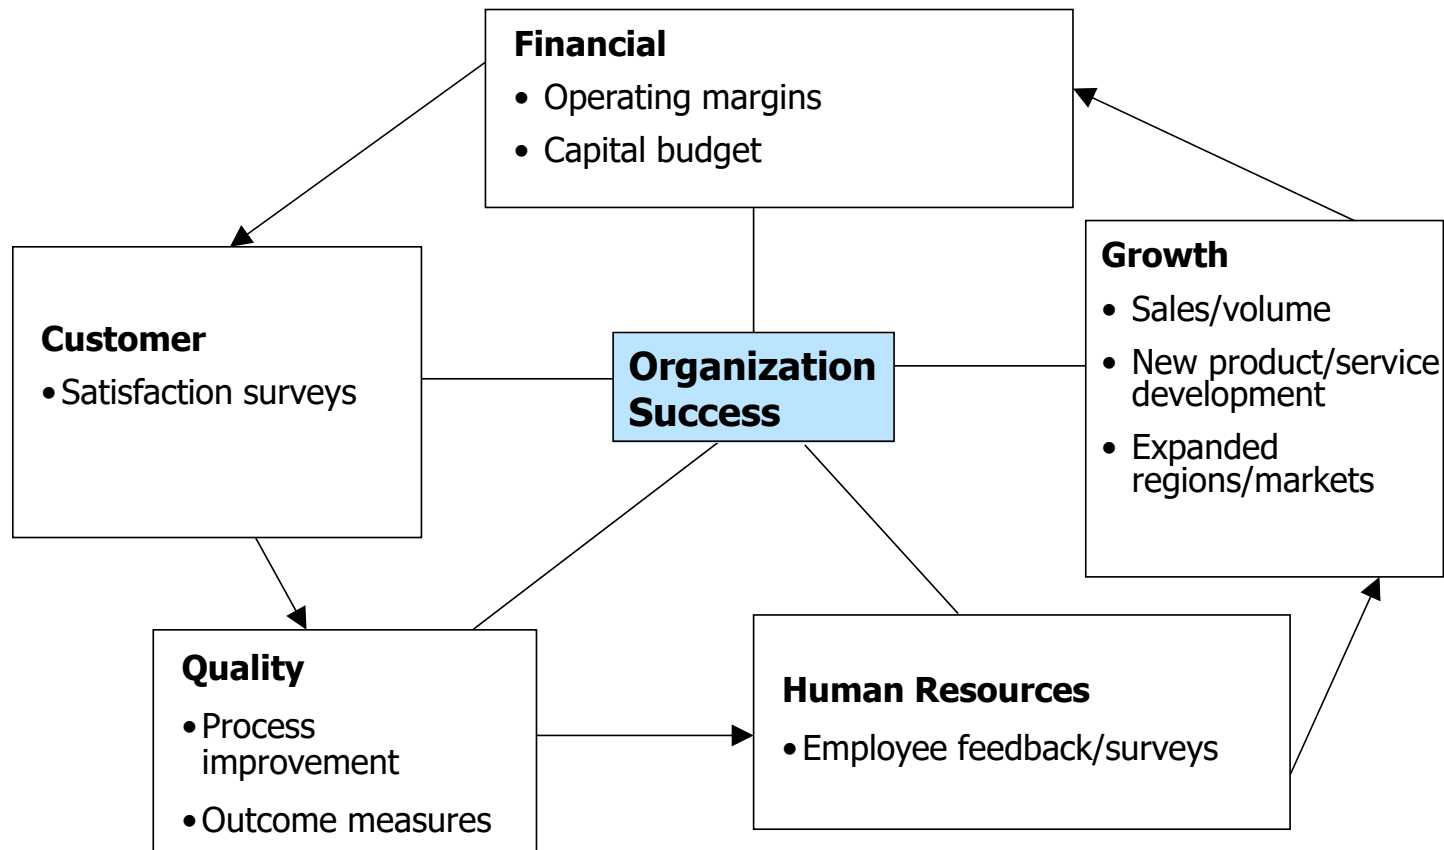 Financial
• Operating margins
• Capital budget
Growth
• Sales/volume
• New product/service
development
• Expanded
regions/markets
Customer
• Satisfaction surveys
Organization
Success
Quality
• Process
improvement
• Outcome measures
Human Resources
• Employee feedback/surveys